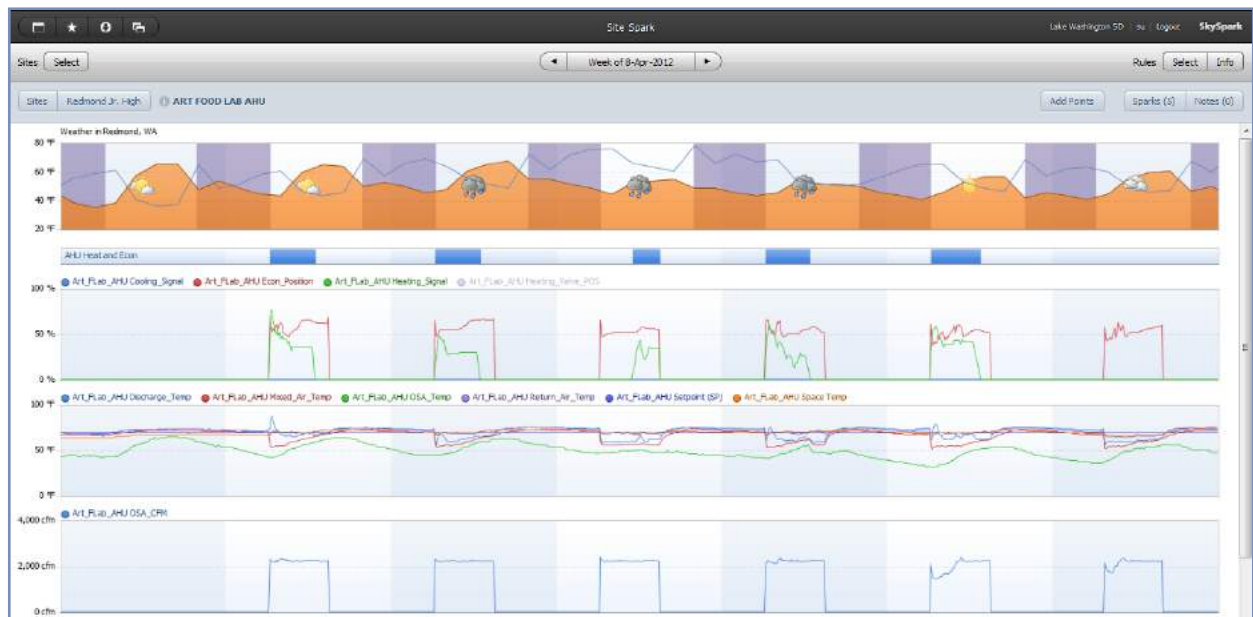 Site Spark
Lake Washington SD | su | Logout SkySpark
Sites Select
Week of 8-Apr-2012
Rules Select Info
Sites Redmond Jr. High ART FOOD LAB AHU
Add Points Sparks (5) Notes (0)
Weather in Redmond, WA
80 °F
60 °F
40 °F
20 °F
AHU Heat and Econ
Art_FLab_AHU Cooling_Signal Art_FLab_AHU Econ_Position Art_FLab_AHU Heating_Signal Art_FLab_AHU Heating_Valve_POS
100 %
50 %
0 %
Art_FLab_AHU Discharge_Temp Art_FLab_AHU Mixed_Air_Temp Art_FLab_AHU OSA_Temp Art_FLab_AHU Return_Air_Temp Art_FLab_AHU Setpoint (SP) Art_FLab_AHU Space Temp
100 °F
50 °F
0 °F
Art_FLab_AHU OSA_CFM
4,000 cfm
2,000 cfm
0 cfm